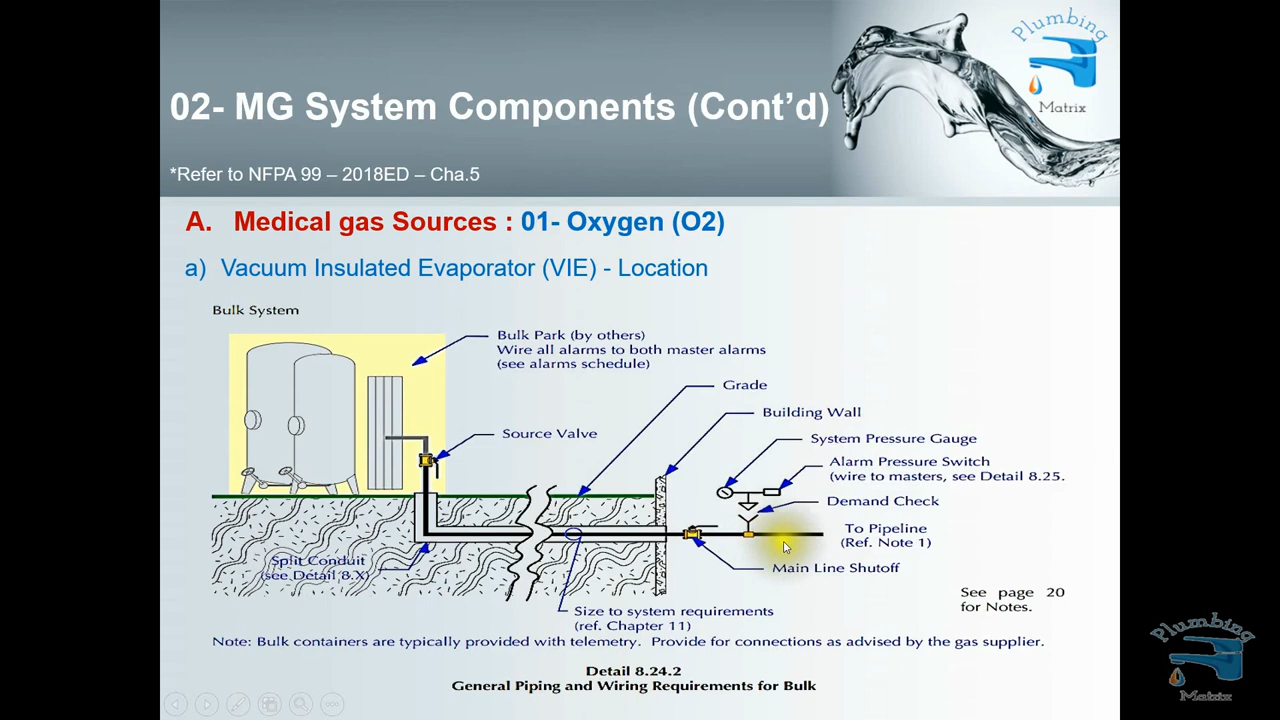 Plumbing
Matrix
02- MG System Components (Cont’d)
*Refer to NFPA 99 – 2018ED – Cha.5
A. Medical gas Sources : 01- Oxygen (O2)
a) Vacuum Insulated Evaporator (VIE) - Location
Bulk System
Bulk Park (by others)
Wire all alarms to both master alarms
(see alarms schedule)
Grade
Building Wall
Source Valve
System Pressure Gauge
Alarm Pressure Switch
(wire to masters, see Detail 8.25.
Demand Check
To Pipeline
(Ref. Note 1)
Split Conduit
(see Detail 8.X)
Main Line Shutoff
See page 20
for Notes.
Size to system requirements
(ref. Chapter 11)
Note: Bulk containers are typically provided with telemetry. Provide for connections as advised by the gas supplier.
Detail 8.24.2
General Piping and Wiring Requirements for Bulk
Plumbing
Matrix